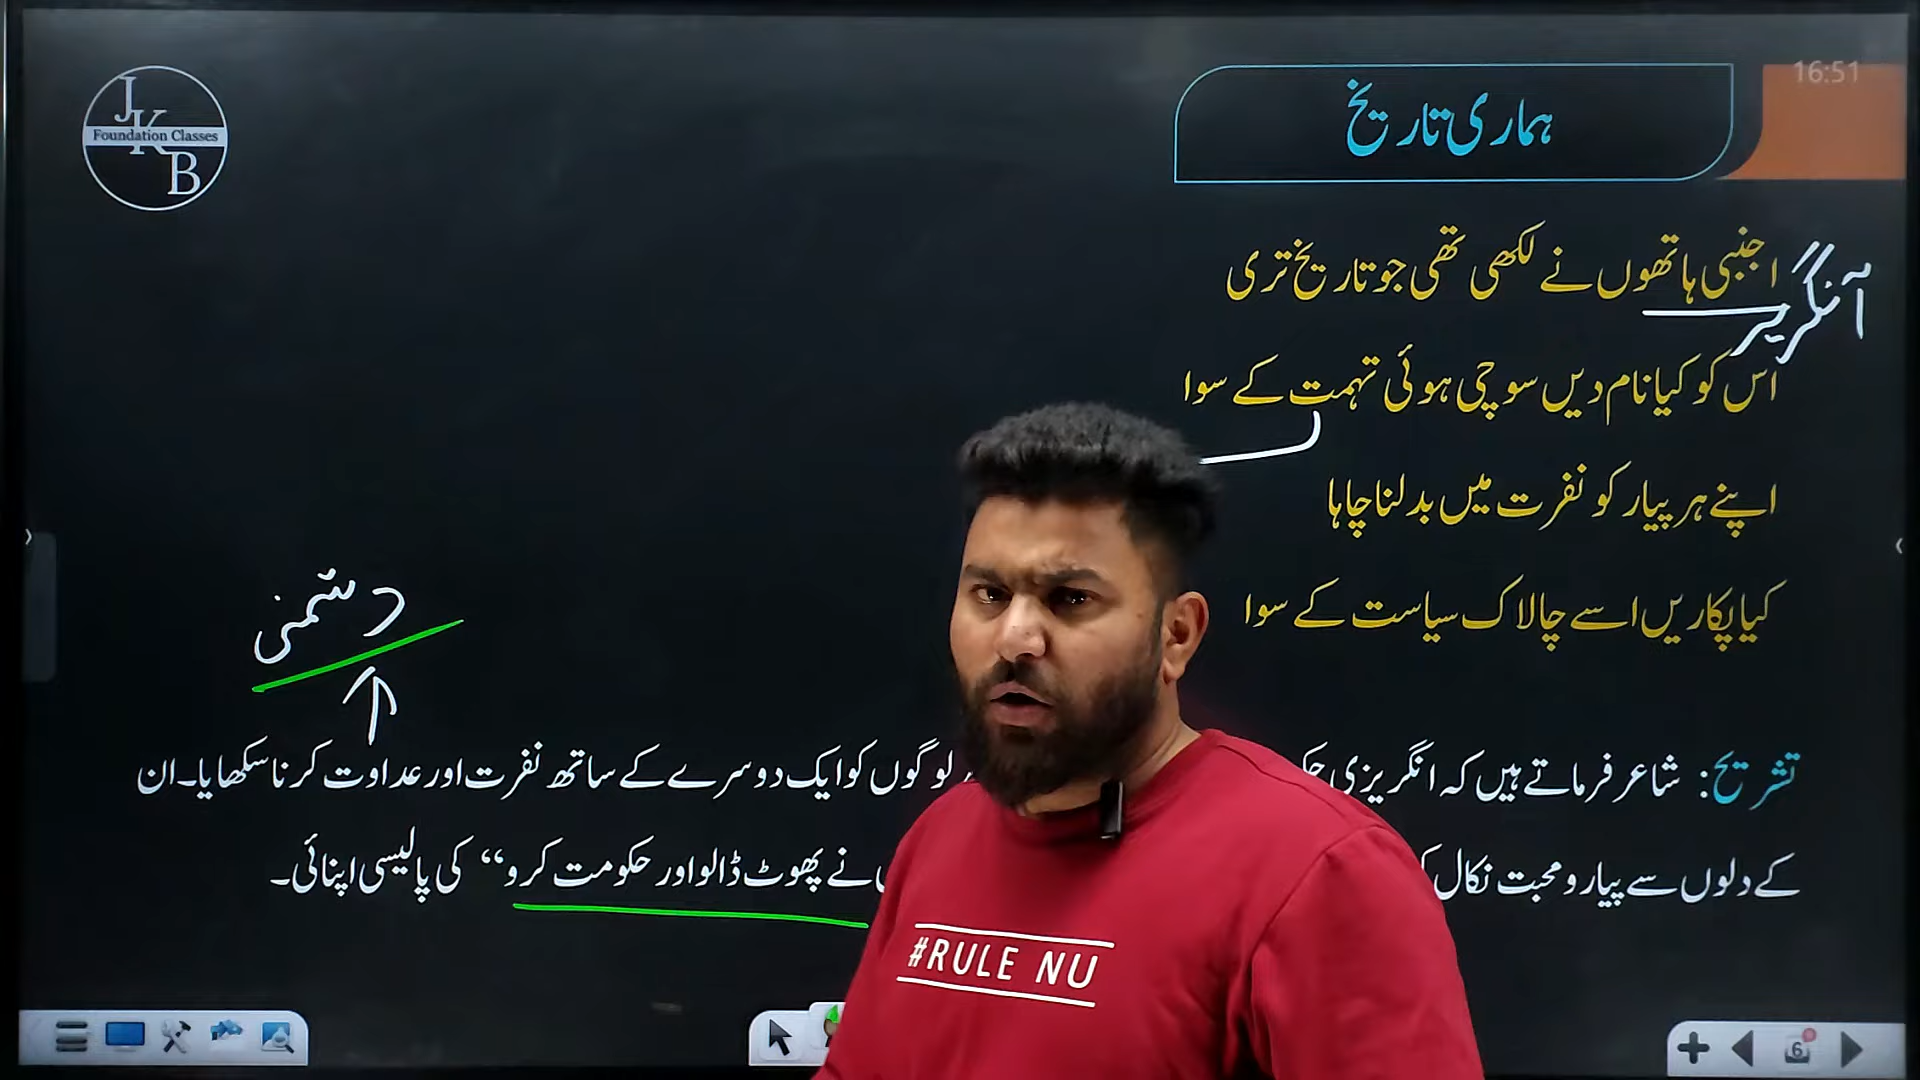 J
K
Foundation Classes
B
16:51
ہماری تاریخ
اجنبی ہاتھوں نے لکھی تھی جو تاریخ تری
انگریز
اس کو کیا نام دیں سوچی ہوئی تہمت کے سوا
اپنے ہر پیار کو نفرت میں بدلنا چاہا
کیا پکاریں اسے چالاک سیاست کے سوا
دشمنی
تشریح: شاعر فرماتے ہیں کہ انگریزی لوگوں کو ایک دوسرے کے ساتھ نفرت اور عداوت کرنا سکھایا۔ ان
کے دلوں سے پیار و محبت نکال نے پھوٹ ڈالو اور حکومت کرو“ کی پالیسی اپنائی۔
#RULE NU
6